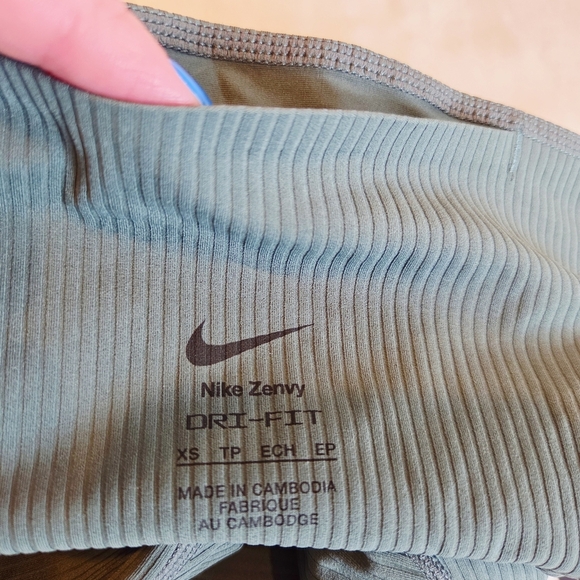 Nike Zenvy
DRI-FIT
XS TP ECH EP
MADE IN CAMBODIA
FABRIQUE
AU CAMBODGE